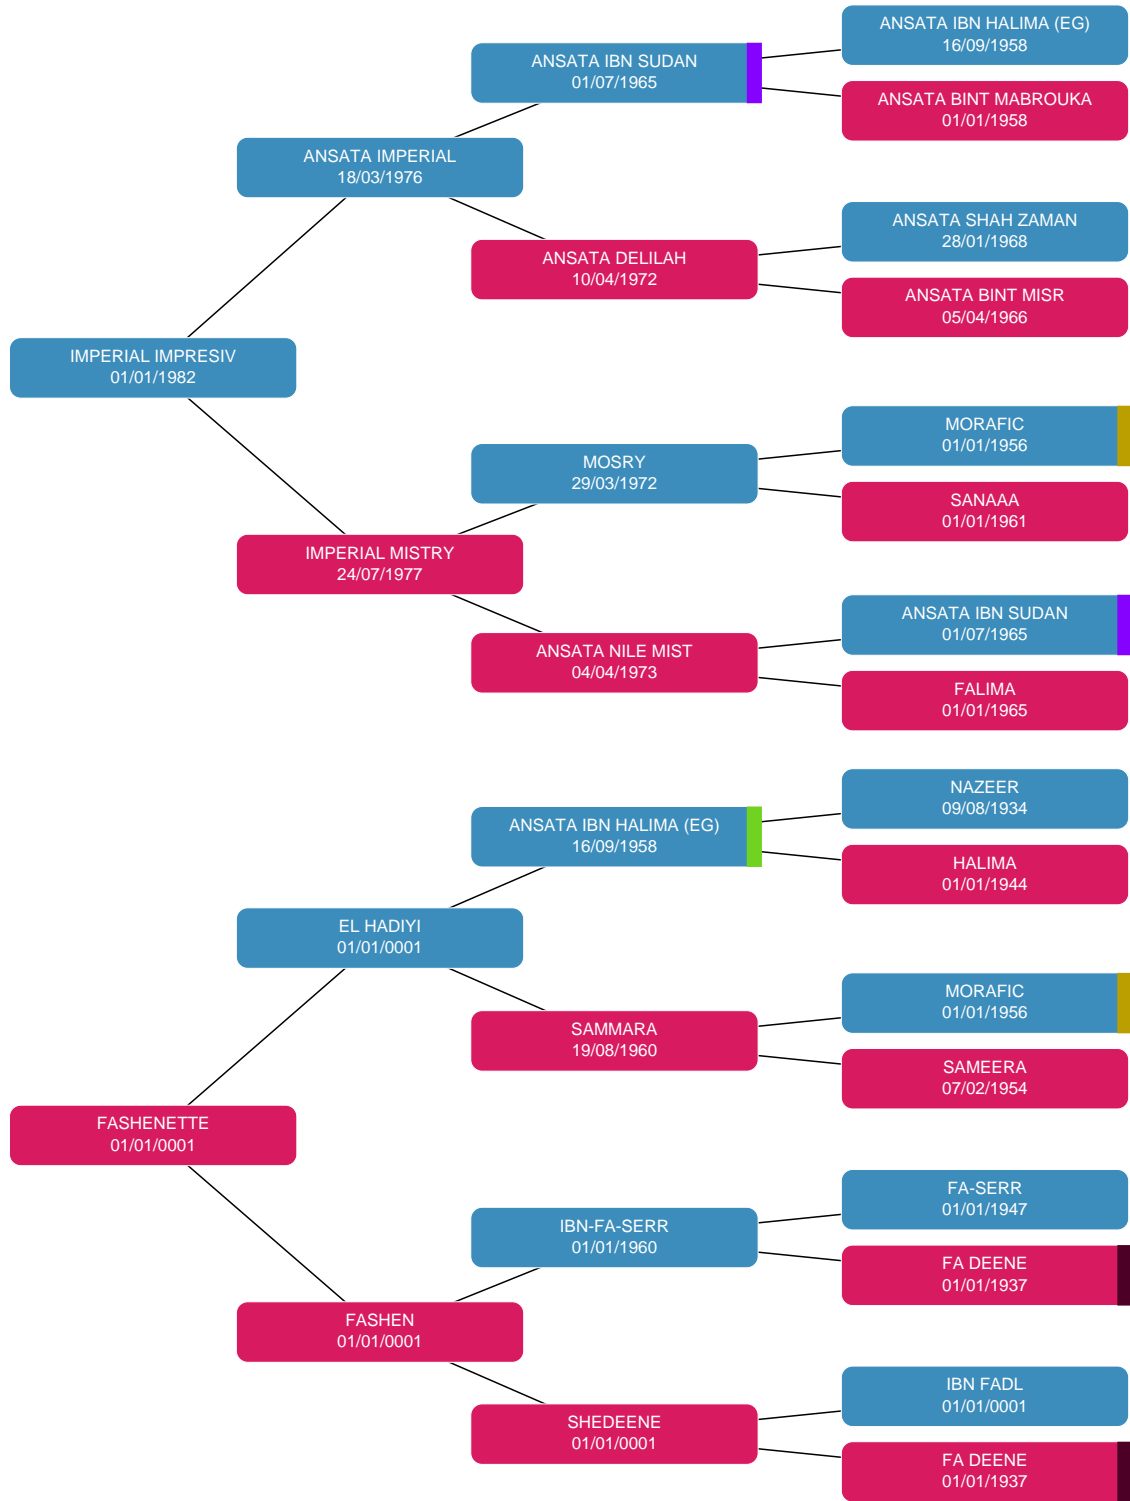 ANSATA IBN HALIMA (EG)
16/09/1958
ANSATA IBN SUDAN
01/07/1965
ANSATA BINT MABROUKA
01/01/1958
ANSATA IMPERIAL
18/03/1976
ANSATA SHAH ZAMAN
28/01/1968
ANSATA DELILAH
10/04/1972
ANSATA BINT MISR
05/04/1966
IMPERIAL IMPRESIV
01/01/1982
MORAFIC
01/01/1956
MOSRY
29/03/1972
SANAAA
01/01/1961
IMPERIAL MISTRY
24/07/1977
ANSATA IBN SUDAN
01/07/1965
ANSATA NILE MIST
04/04/1973
FALIMA
01/01/1965
NAZEER
09/08/1934
ANSATA IBN HALIMA (EG)
16/09/1958
HALIMA
01/01/1944
EL HADIYI
01/01/0001
MORAFIC
01/01/1956
SAMMARA
19/08/1960
SAMEERA
07/02/1954
FASHENETTE
01/01/0001
FA-SERR
01/01/1947
IBN-FA-SERR
01/01/1960
FA DEENE
01/01/1937
FASHEN
01/01/0001
IBN FADL
01/01/0001
SHEDEENE
01/01/0001
FA DEENE
01/01/1937